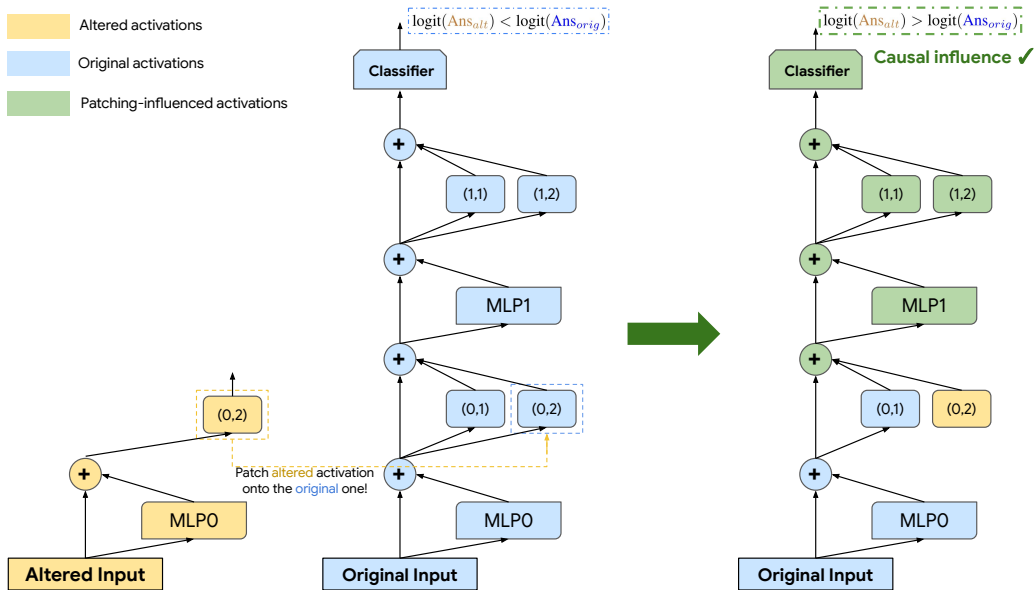 Altered activations
Original activations
Patching-influenced activations
logit(Ans_alt) < logit(Ans_orig)
Classifier
+
(1,1)
(1,2)
+
MLP1
+
(0,1)
(0,2)
+
MLP0
Original Input
(0,2)
+
MLP0
Altered Input
Patch altered activation
onto the original one!
logit(Ans_alt) > logit(Ans_orig)
Causal influence ✓
Classifier
+
(1,1)
(1,2)
+
MLP1
+
(0,1)
(0,2)
+
MLP0
Original Input